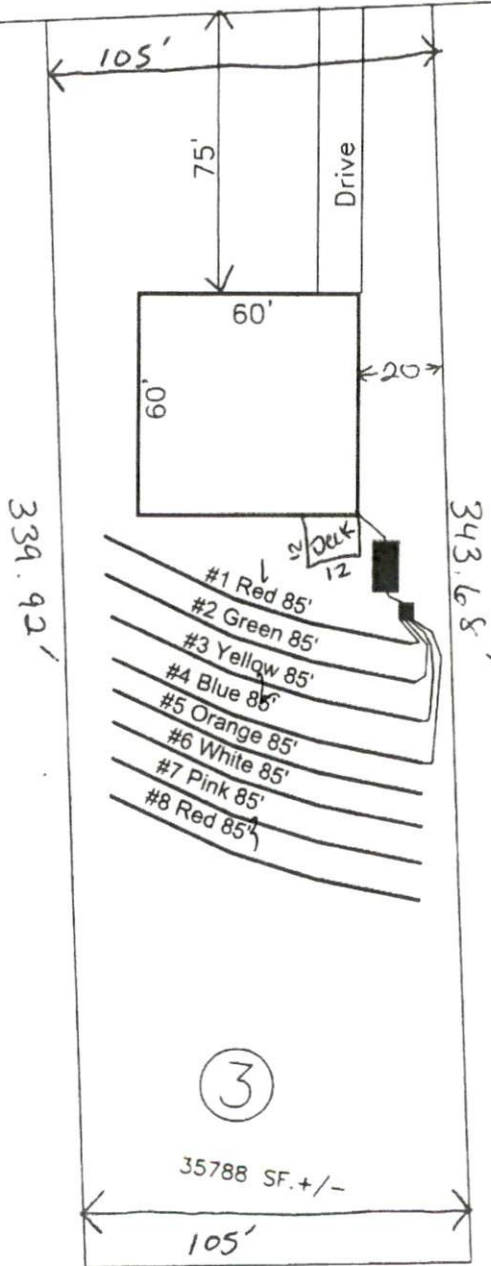 105'
75'
Drive
60'
60'
20
Deck
12
12
339.92'
343.68'
#1 Red 85'
#2 Green 85'
#3 Yellow 85'
#4 Blue 85'
#5 Orange 85'
#6 White 85'
#7 Pink 85'
#8 Red 85'
3
35788 SF.+/-
105'